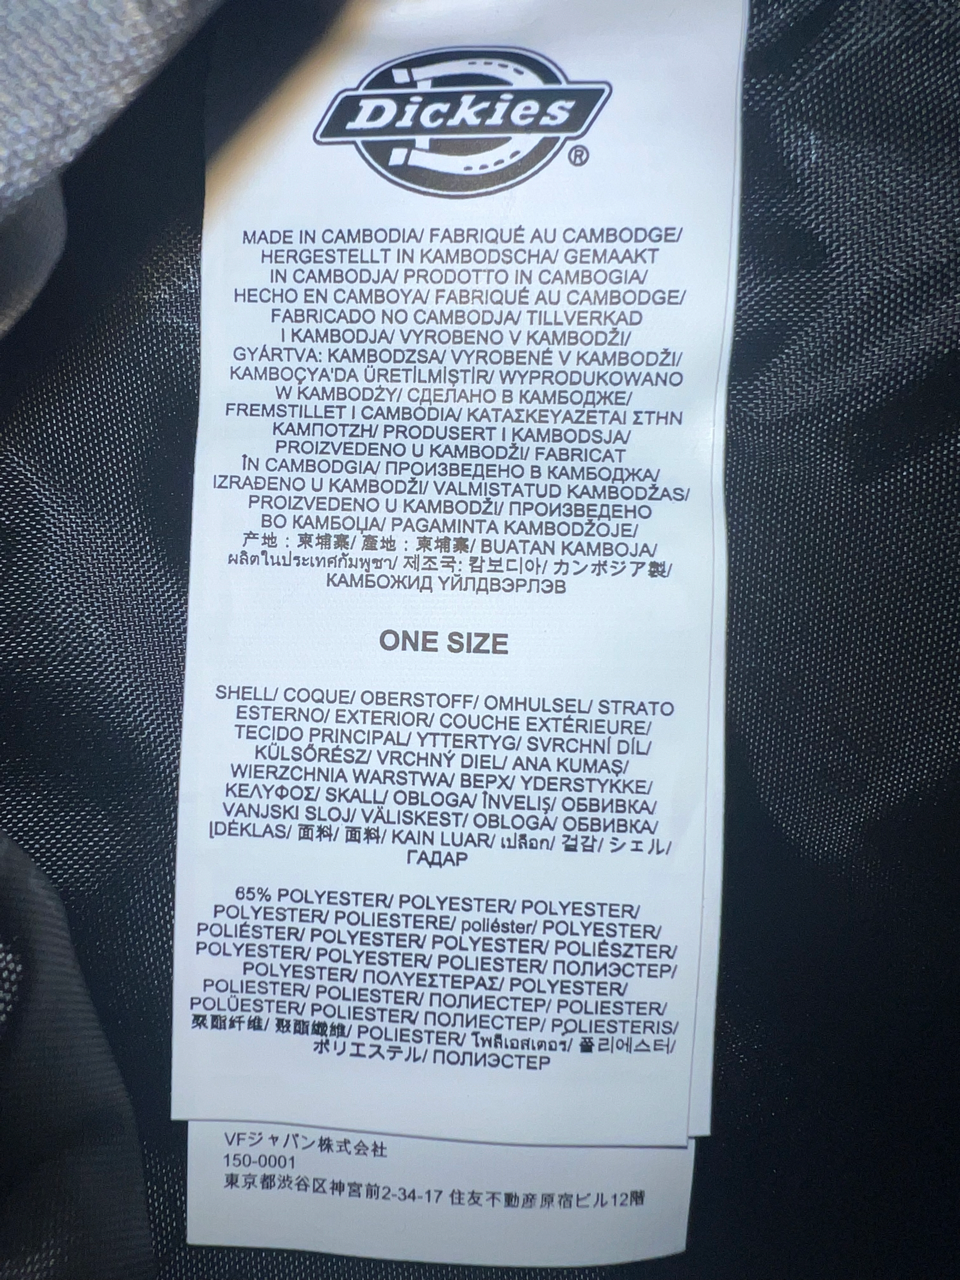 Dickies
®
MADE IN CAMBODIA/ FABRIQUÉ AU CAMBODGE/
HERGESTELLT IN KAMBODSCHA/ GEMAAKT
IN CAMBODJA/ PRODOTTO IN CAMBOGIA/
HECHO EN CAMBOYA/ FABRIQUÉ AU CAMBODGE/
FABRICADO NO CAMBODJA/ TILLVERKAD
I KAMBODJA/ VYROBENO V KAMBODŽI/
GYÁRTVA: KAMBODZSA/ VYROBENÉ V KAMBODŽI/
KAMBOÇYA'DA ÜRETİLMİŞTİR/ WYPRODUKOWANO
W KAMBODŻY/ СДЕЛАНО В КАМБОДЖЕ/
FREMSTILLET I CAMBODIA/ ΚΑΤΑΣΚΕΥΑΖΕΤΑΙ ΣΤΗΝ
ΚΑΜΠΟΤΖΗ/ PRODUSERT I KAMBODSJA/
PROIZVEDENO U KAMBODŽI/ FABRICAT
ÎN CAMBODGIA/ ПРОИЗВЕДЕНО В КАМБОДЖА/
IZRAĐENO U KAMBODŽI/ VALMISTATUD KAMBODŽAS/
PROIZVEDENO U KAMBODŽI/ ПРОИЗВЕДЕНО
ВО КАМБОЏА/ PAGAMINTA KAMBODŽOJE/
产地：柬埔寨/ 產地：柬埔寨/ BUATAN KAMBOJA/
ผลิตในประเทศกัมพูชา/ 제조국: 캄보디아/ カンボジア製/
КАМБОЖИД ҮЙЛДВЭРЛЭВ
ONE SIZE
SHELL/ COQUE/ OBERSTOFF/ OMHULSEL/ STRATO
ESTERNO/ EXTERIOR/ COUCHE EXTÉRIEURE/
TECIDO PRINCIPAL/ YTTERTYG/ SVRCHNÍ DÍL/
KÜLSŐRÉSZ/ VRCHNÝ DIEL/ ANA KUMAŞ/
WIERZCHNIA WARSTWA/ ВЕРХ/ YDERSTYKKE/
ΚΕΛΥΦΟΣ/ SKALL/ OBLOGA/ ÎNVELIŞ/ ОБВИВКА/
VANJSKI SLOJ/ VÄLISKEST/ OBLOGA/ ОБВИВКА/
ĮDĖKLAS/ 面料/ 面料/ KAIN LUAR/ เปลือก/ 겉감/ シェル/
ГАДАР
65% POLYESTER/ POLYESTER/ POLYESTER/
POLYESTER/ POLIESTERE/ poliéster/ POLYESTER/
POLIÉSTER/ POLYESTER/ POLYESTER/ POLIÉSZTER/
POLYESTER/ POLYESTER/ POLIESTER/ ПОЛИЭСТЕР/
POLYESTER/ ΠΟΛΥΕΣΤΕΡΑΣ/ POLYESTER/
POLIESTER/ POLIESTER/ ПОЛИЕСТЕР/ POLIESTER/
POLÜESTER/ POLIESTER/ ПОЛИЕСТЕР/ POLIESTERIS/
聚酯纤维/ 聚酯纖維/ POLIESTER/ โพลีเอสเตอร์/ 폴리에스터/
ポリエステル/ ПОЛИЭСТЕР
VFジャパン株式会社
150-0001
東京都渋谷区神宮前2-34-17 住友不動産原宿ビル12階